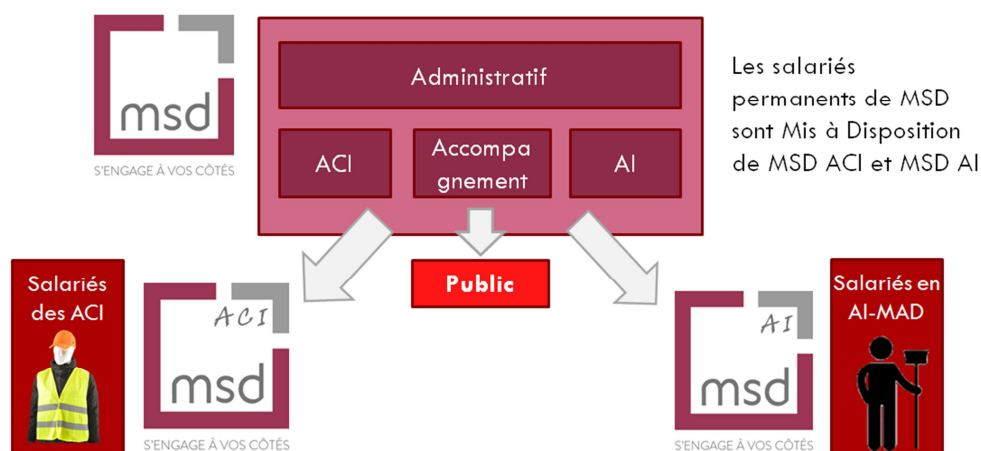 msd
S'ENGAGE À VOS CÔTÉS
Administratif
ACI
Accompa
gnement
AI
Les salariés
permanents de MSD
sont Mis à Disposition
de MSD ACI et MSD AI
Salariés
des ACI
ACI
msd
S'ENGAGE À VOS CÔTÉS
Public
AI
msd
S'ENGAGE À VOS CÔTÉS
Salariés en
AI-MAD